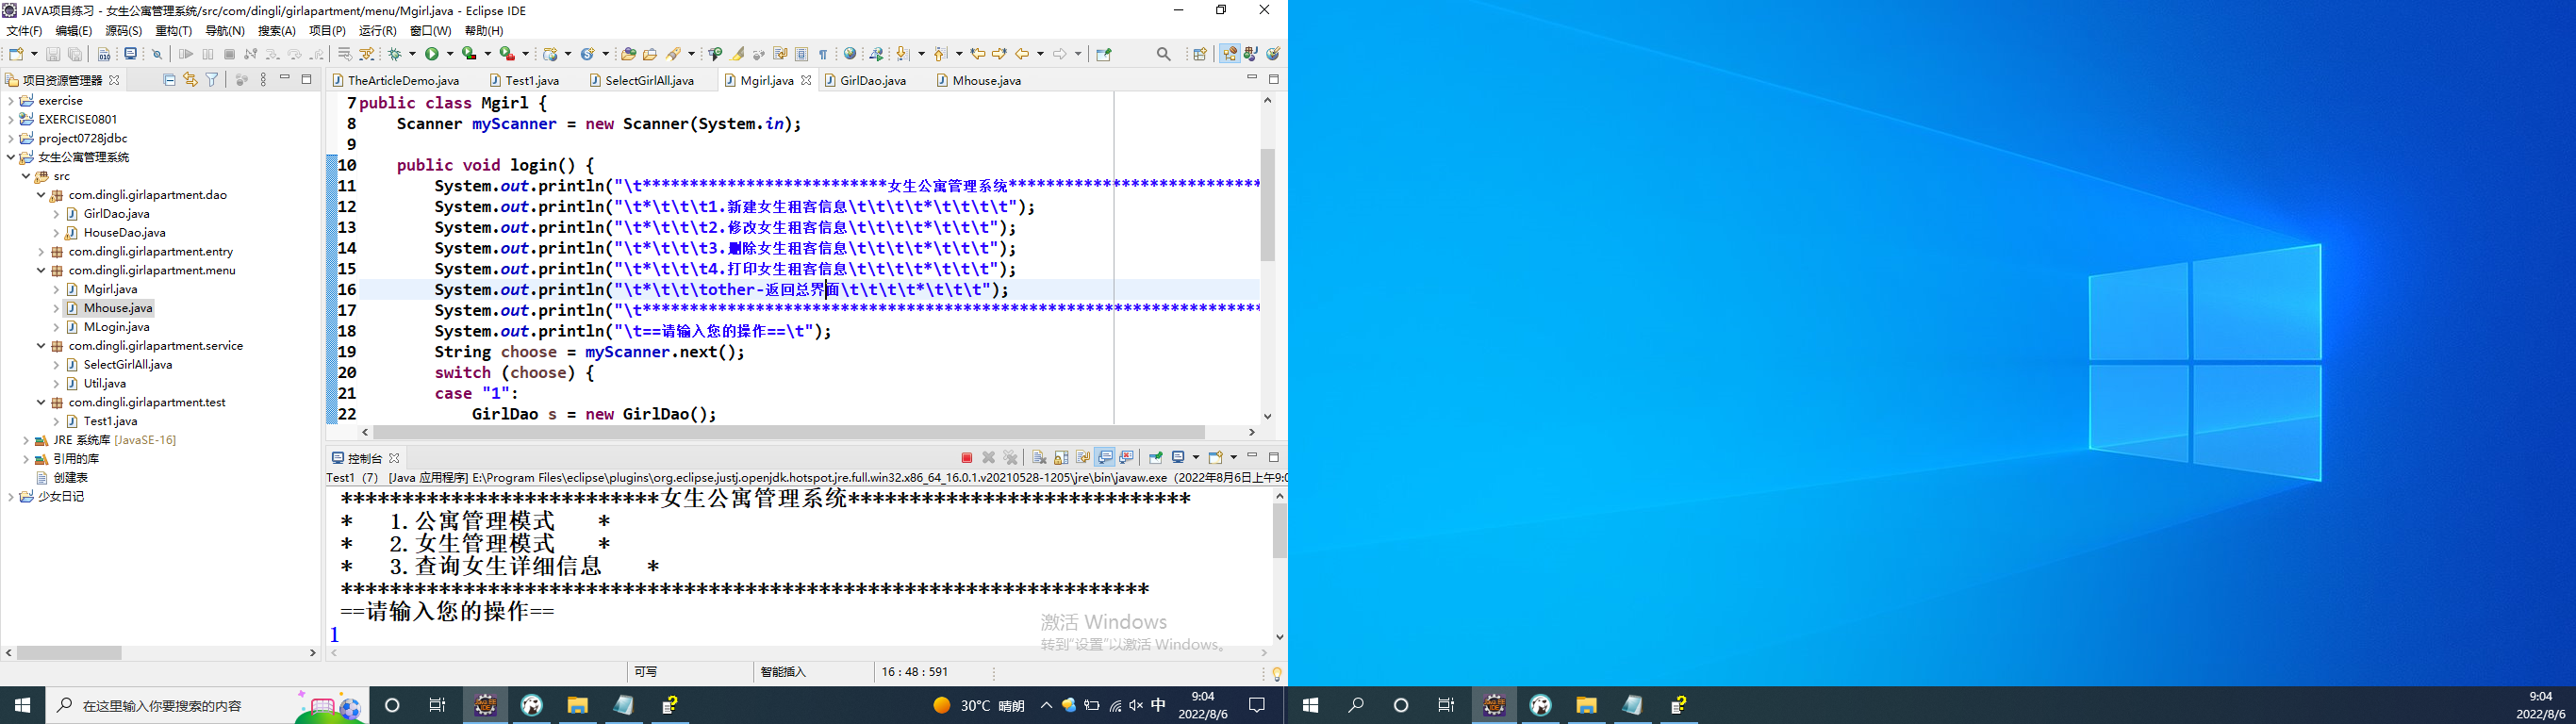 JAVA项目练习 - 女生公寓管理系统/src/com/dingli/girlapartment/menu/Mgirl.java - Eclipse IDE
文件(F) 编辑(E) 源码(S) 重构(T) 导航(N) 搜索(A) 项目(P) 运行(R) 窗口(W) 帮助(H)
项目资源管理器
exercise
EXERCISE0801
project0728jdbc
女生公寓管理系统
src
com.dingli.girlapartment.dao
GirlDao.java
HouseDao.java
com.dingli.girlapartment.entry
com.dingli.girlapartment.menu
Mgirl.java
Mhouse.java
MLogin.java
com.dingli.girlapartment.service
SelectGirlAll.java
Util.java
com.dingli.girlapartment.test
Test1.java
JRE 系统库 [JavaSE-16]
引用的库
创建表
少女日记
TheArticleDemo.java Test1.java SelectGirlAll.java Mgirl.java GirlDao.java Mhouse.java
7 public class Mgirl {
8 Scanner myScanner = new Scanner(System.in);
9
10 public void login() {
11 System.out.println("\t**************************女生公寓管理系统***************************
12 System.out.println("\t*\t\t\t1.新建女生租客信息\t\t\t\t*\t\t\t\t");
13 System.out.println("\t*\t\t\t2.修改女生租客信息\t\t\t\t*\t\t\t");
14 System.out.println("\t*\t\t\t3.删除女生租客信息\t\t\t\t*\t\t\t");
15 System.out.println("\t*\t\t\t4.打印女生租客信息\t\t\t\t*\t\t\t");
16 System.out.println("\t*\t\t\tother-返回总界面\t\t\t\t*\t\t\t");
17 System.out.println("\t******************************************************************
18 System.out.println("\t==请输入您的操作==\t");
19 String choose = myScanner.next();
20 switch (choose) {
21 case "1":
22 GirlDao s = new GirlDao();
控制台
Test1 (7) [Java 应用程序] E:\Program Files\eclipse\plugins\org.eclipse.justj.openjdk.hotspot.jre.full.win32.x86_64_16.0.1.v20210528-1205\jre\bin\javaw.exe (2022年8月6日上午9:0
**************************女生公寓管理系统****************************
* 1.公寓管理模式 *
* 2.女生管理模式 *
* 3.查询女生详细信息 *
******************************************************************
==请输入您的操作==
1
激活 Windows
转到"设置"以激活 Windows。
可写 智能插入 16 : 48 : 591
在这里输入你要搜索的内容
30°C 晴朗
中
9:04
2022/8/6
9:04
2022/8/6